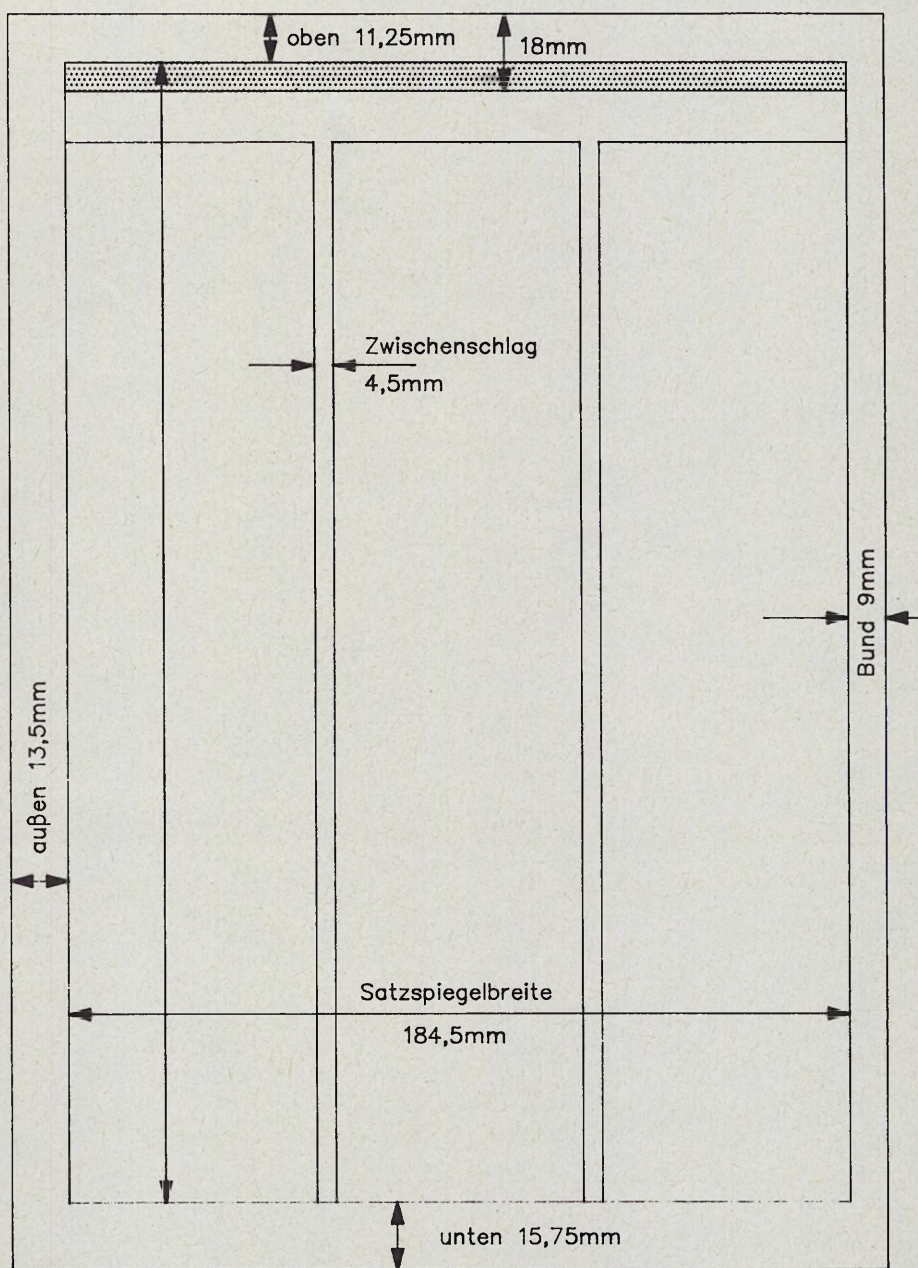 oben 11,25mm
18mm
Zwischenschlag
4,5mm
Bund 9mm
außen 13,5mm
Satzspiegelbreite
184,5mm
unten 15,75mm